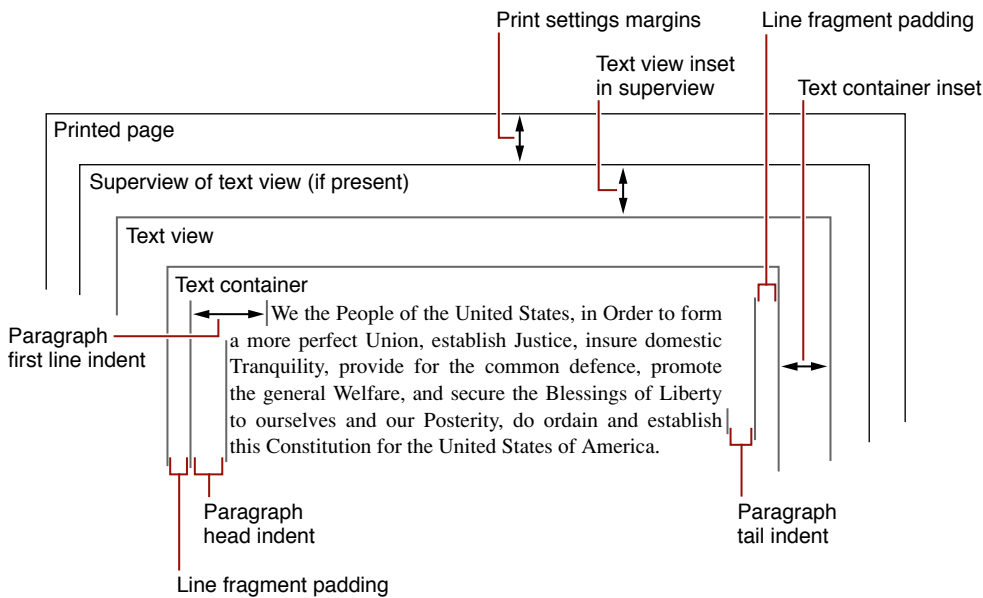 Print settings margins
Line fragment padding
Text view inset
in superview
Text container inset
Printed page
Superview of text view (if present)
Text view
Text container
Paragraph
first line indent
We the People of the United States, in Order to form
a more perfect Union, establish Justice, insure domestic
Tranquility, provide for the common defence, promote
the general Welfare, and secure the Blessings of Liberty
to ourselves and our Posterity, do ordain and establish
this Constitution for the United States of America.
Paragraph
head indent
Paragraph
tail indent
Line fragment padding